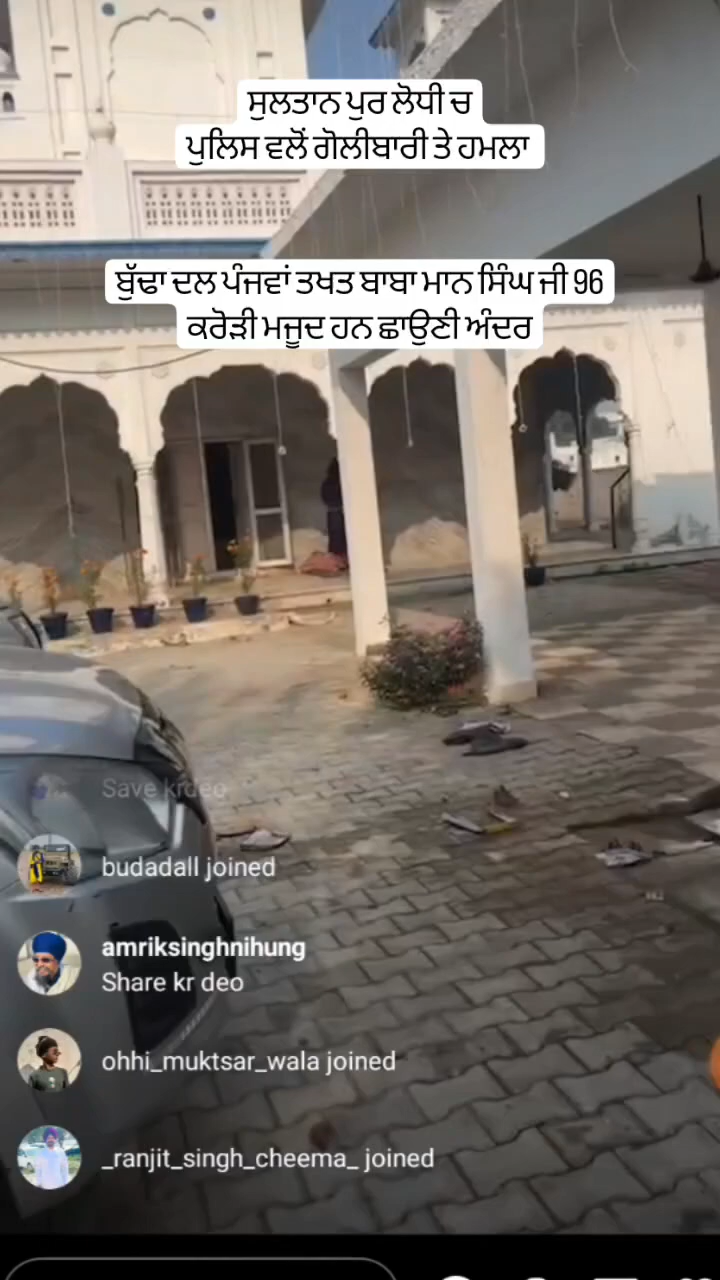 ਸੁਲਤਾਨ ਪੁਰ ਲੋਧੀ ਚ
ਪੁਲਿਸ ਵਲੋਂ ਗੋਲੀਬਾਰੀ ਤੇ ਹਮਲਾ
ਬੁੱਢਾ ਦਲ ਪੰਜਵਾਂ ਤਖਤ ਬਾਬਾ ਮਾਨ ਸਿੰਘ ਜੀ 96
ਕਰੋੜੀ ਮਜੂਦ ਹਨ ਛਾਉਣੀ ਅੰਦਰ
Save krdeo
budadall joined
amriksinghnihung
Share kr deo
ohhi_muktsar_wala joined
_ranjit_singh_cheema_ joined